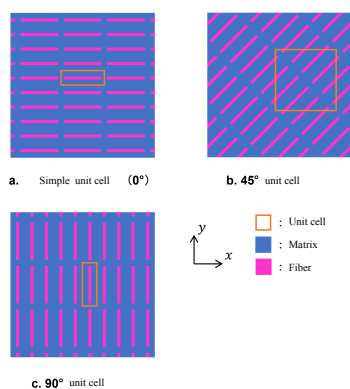 a. Simple unit cell （0°）
b. 45° unit cell
y
x
: Unit cell
: Matrix
: Fiber
c. 90° unit cell